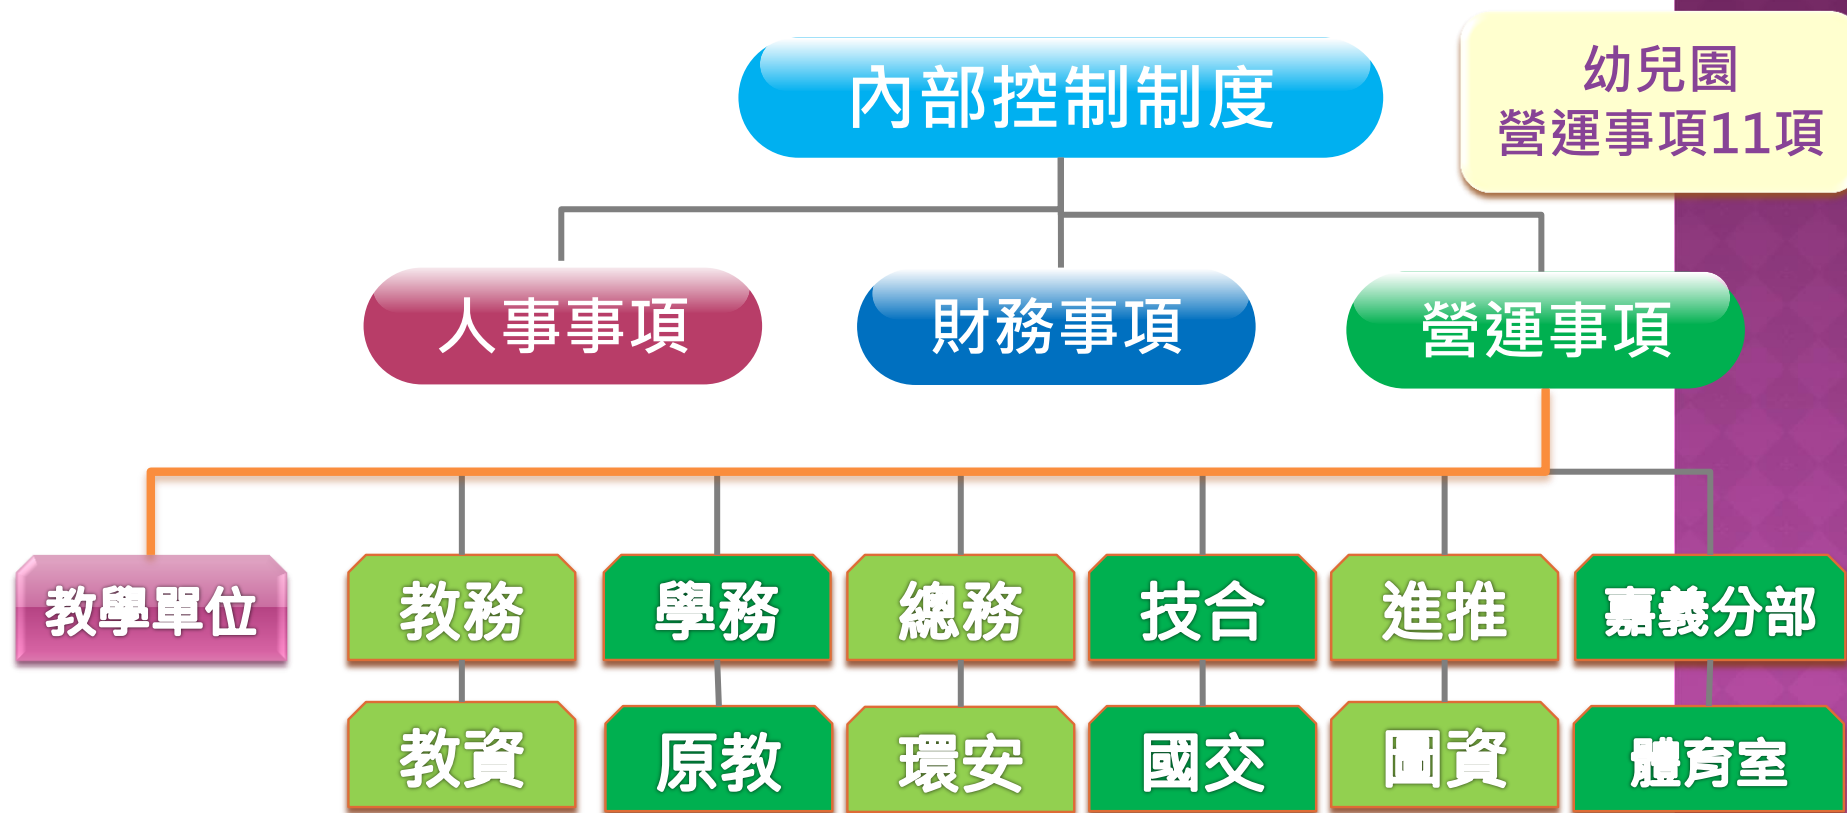 內部控制制度
幼兒園
營運事項11項
人事事項
財務事項
營運事項
教學單位
教務
學務
總務
技合
進推
嘉義分部
教資
原教
環安
國交
圖資
體育室